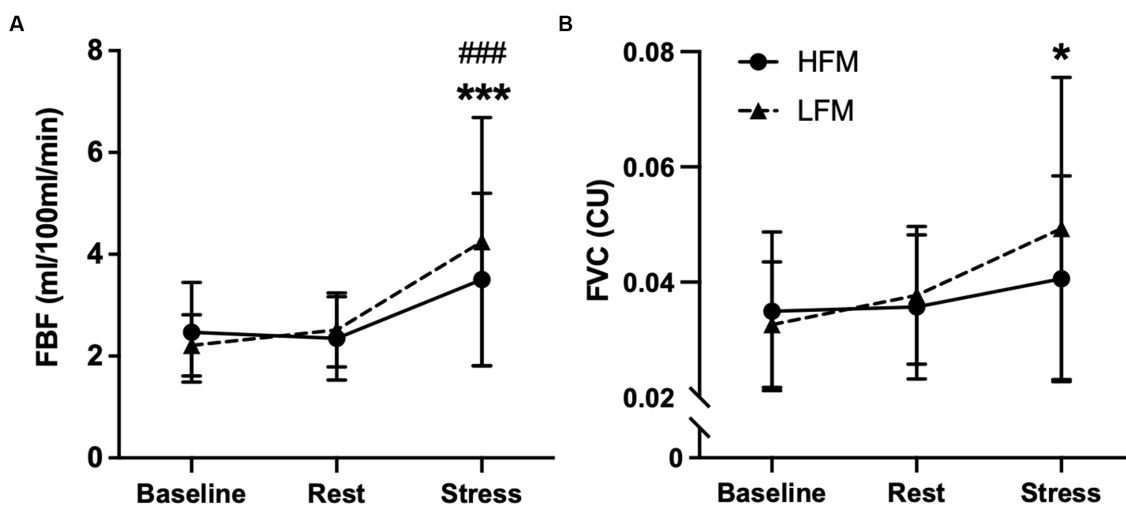 A
FBF (ml/100ml/min)
8
6
4
2
0
###
***
Baseline Rest Stress
B
FVC (CU)
0.08
0.06
0.04
0.02
0
HFM
LFM
*
Baseline Rest Stress